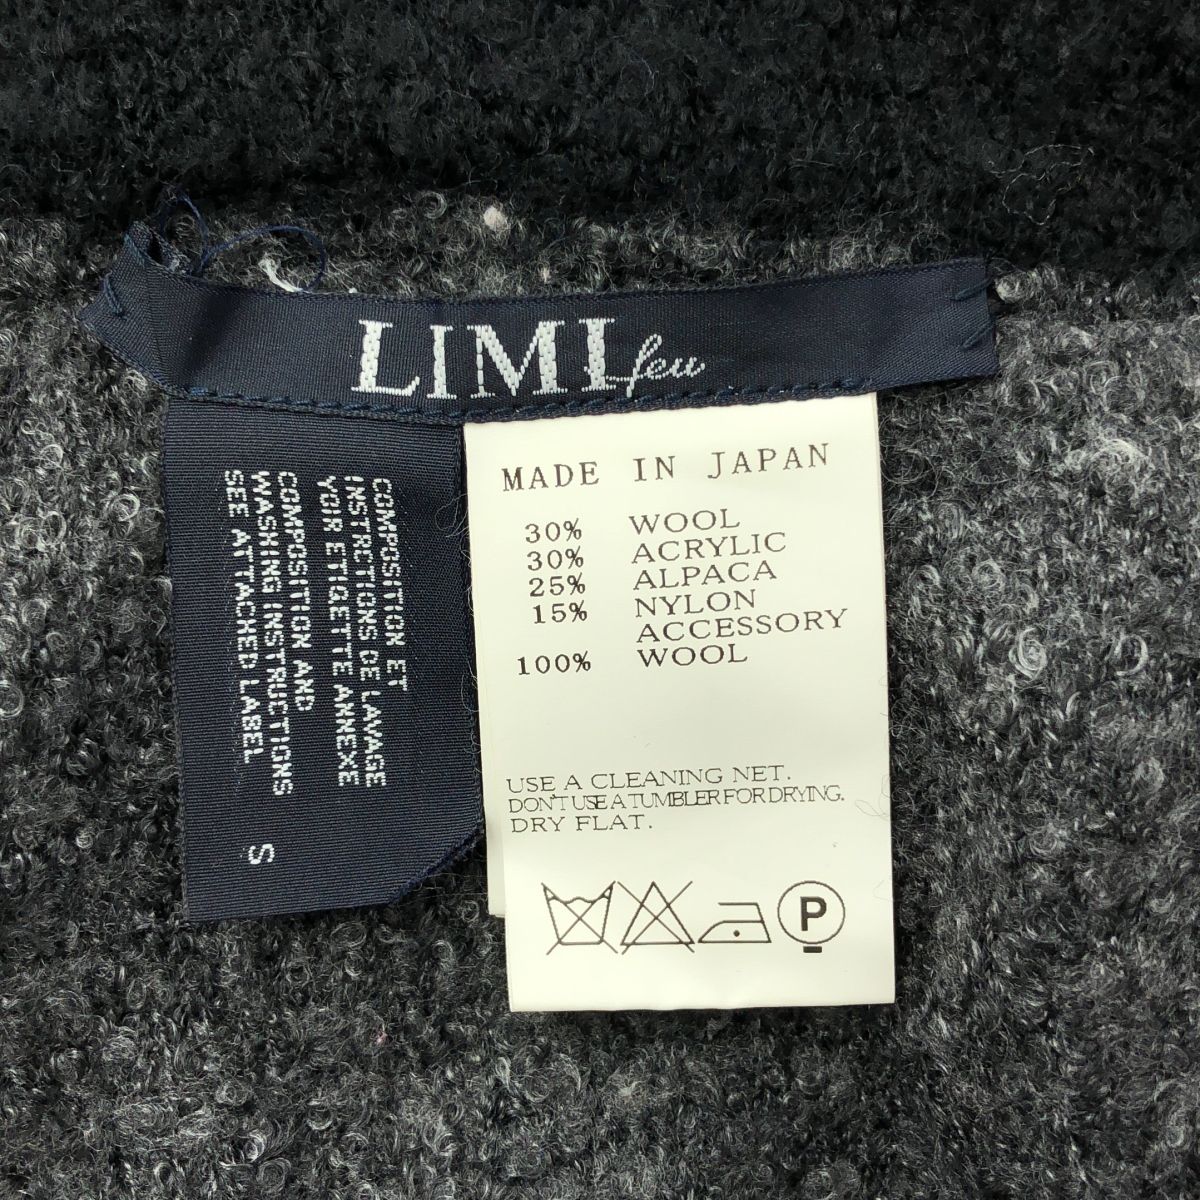 LIMI feu
COMPOSITION ET
INSTRCTIONS DE LAVAGE
VOIR ETIGETTE ANNEXE
COMPOSITION AND
WASHING INSTRUCTIONS
SEE ATTACHED LABEL
S
MADE IN JAPAN
30% WOOL
30% ACRYLIC
25% ALPACA
15% NYLON
ACCESSORY
100% WOOL
USE A CLEANING NET.
DON'T USE A TUMBLER FOR DRYING.
DRY FLAT.
P